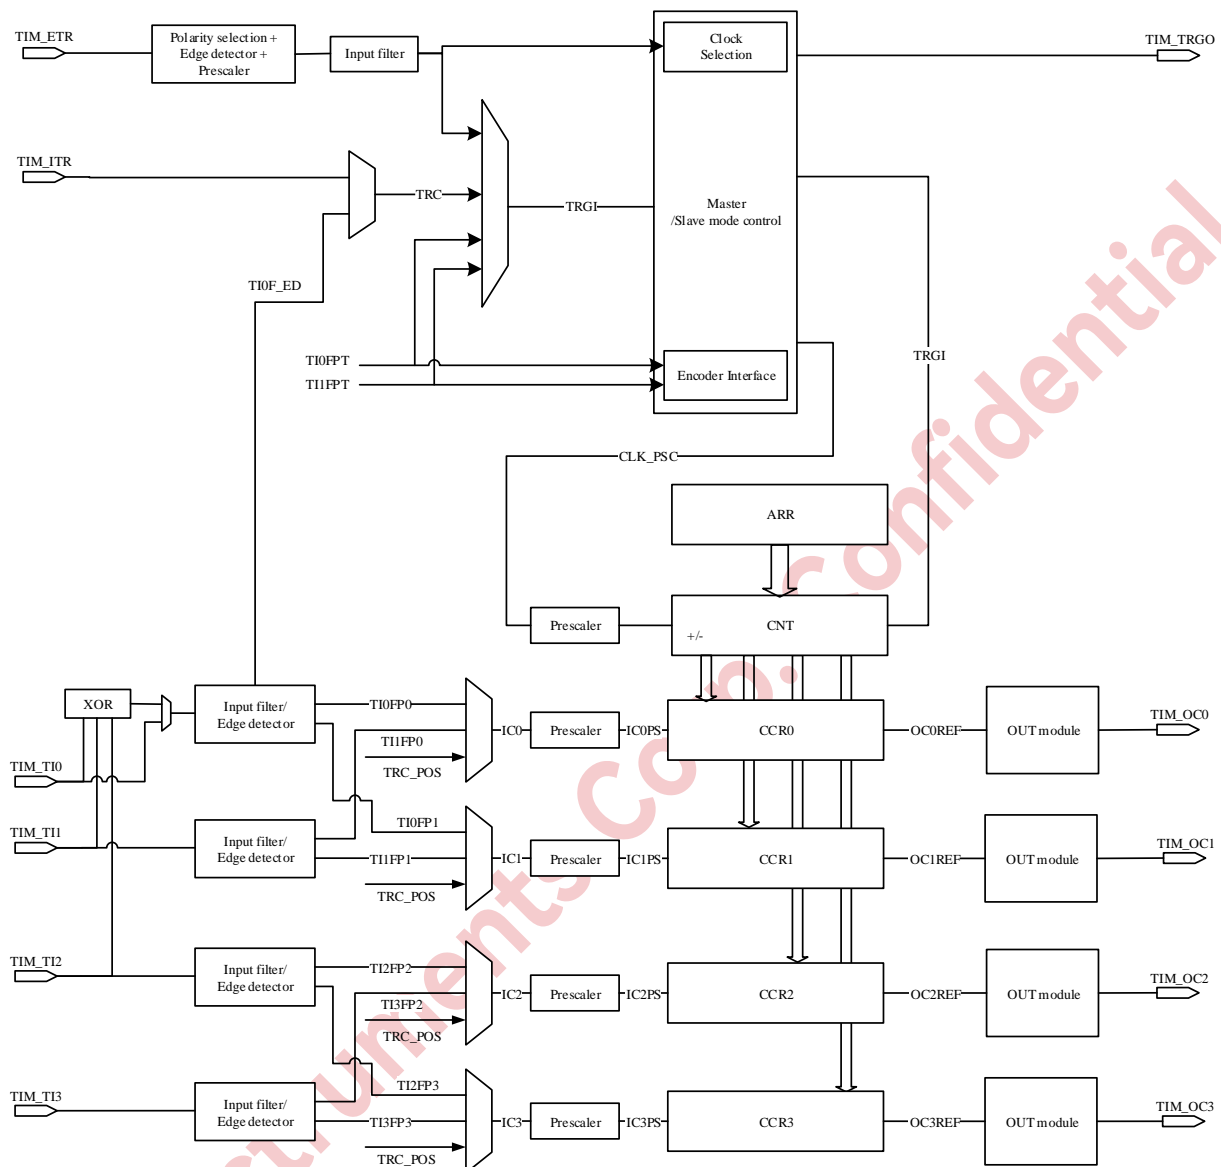 TIM_ETR
Polarity selection +
Edge detector +
Prescaler
Input filter
Clock
Selection
TIM_TRGO
TIM_ITR
TRC
TRGI
Master
/Slave mode control
TI0F_ED
TI0FPT
TI1FPT
Encoder Interface
TRGI
CLK_PSC
ARR
Prescaler
+/-
CNT
XOR
Input filter/
Edge detector
TI0FP0
TI1FP0
TRC_POS
IC0
Prescaler
IC0PS
CCR0
OC0REF
OUT module
TIM_OC0
TIM_TI0
TIM_TI1
Input filter/
Edge detector
TI0FP1
TI1FP1
TRC_POS
IC1
Prescaler
IC1PS
CCR1
OC1REF
OUT module
TIM_OC1
TIM_TI2
Input filter/
Edge detector
TI2FP2
TI3FP2
TRC_POS
IC2
Prescaler
IC2PS
CCR2
OC2REF
OUT module
TIM_OC2
TIM_TI3
Input filter/
Edge detector
TI2FP3
TI3FP3
TRC_POS
IC3
Prescaler
IC3PS
CCR3
OC3REF
OUT module
TIM_OC3
struments Corp. Confidential